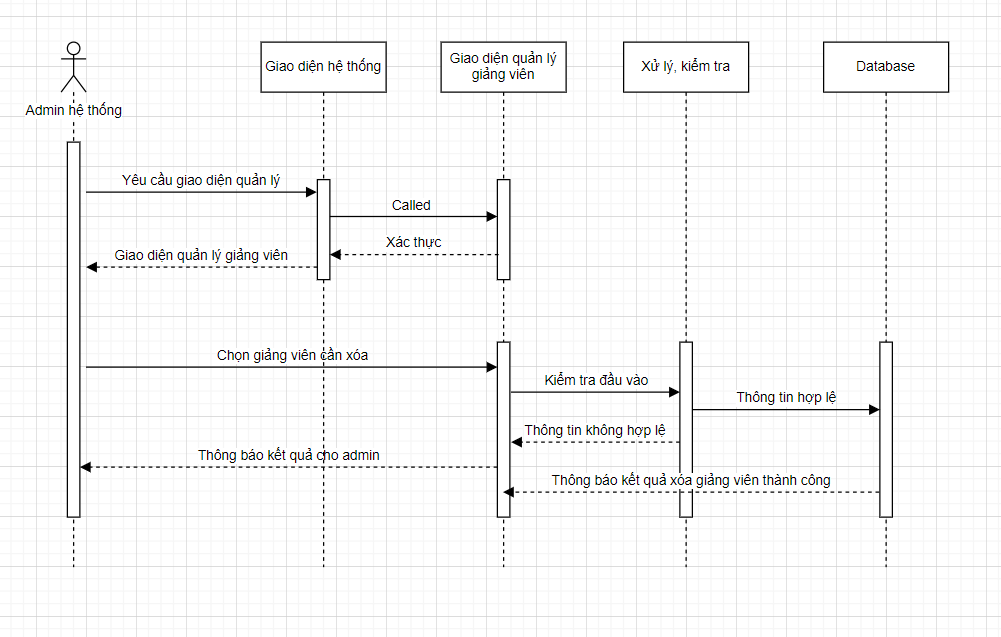 Giao diện hệ thống
Giao diện quản lý
giảng viên
Xử lý, kiểm tra
Database
Admin hệ thống
Yêu cầu giao diện quản lý
Called
Xác thực
Giao diện quản lý giảng viên
Chọn giảng viên cần xóa
Kiểm tra đầu vào
Thông tin hợp lệ
Thông tin không hợp lệ
Thông báo kết quả cho admin
Thông báo kết quả xóa giảng viên thành công